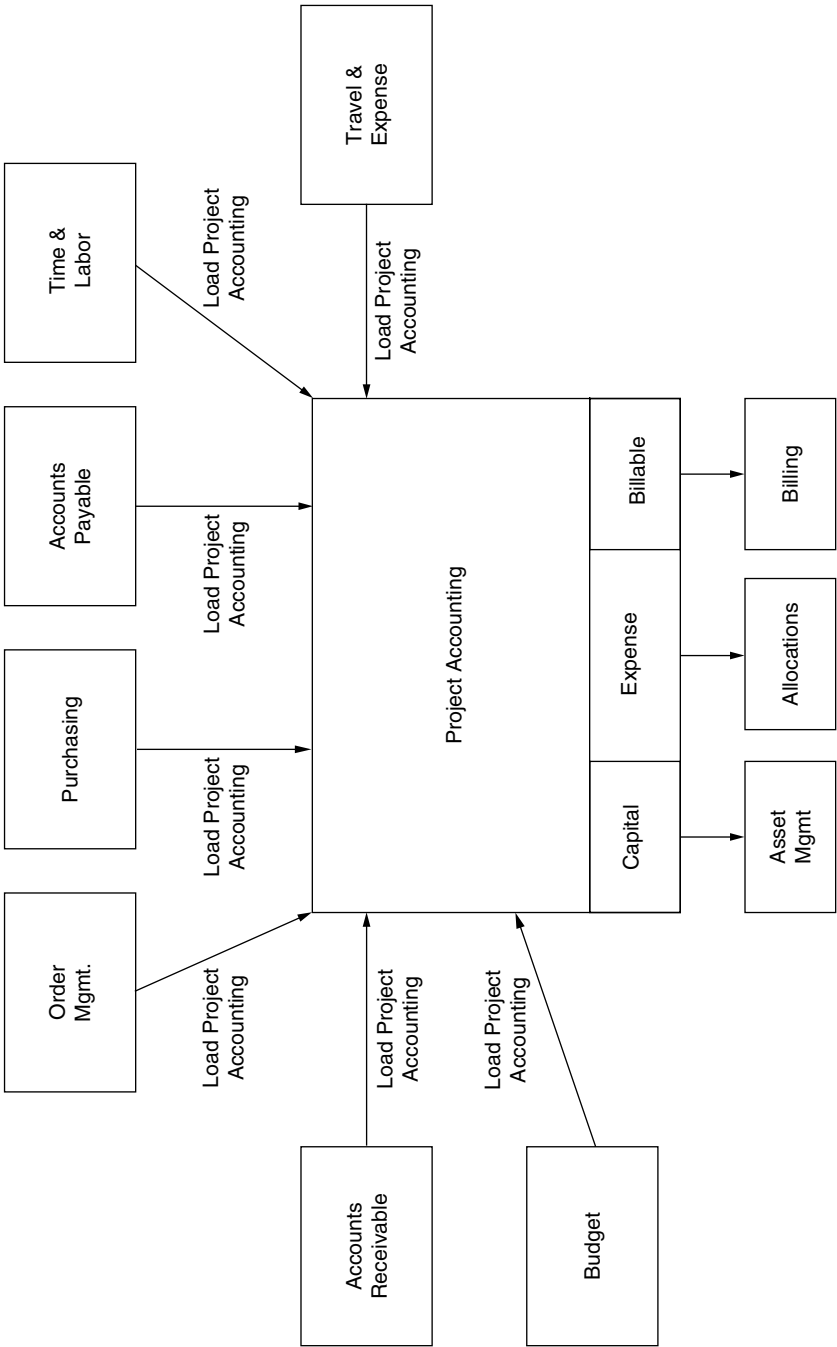 Order
Mgmt.
Purchasing
Accounts
Payable
Time &
Labor
Load Project
Accounting
Load Project
Accounting
Load Project
Accounting
Load Project
Accounting
Accounts
Receivable
Load Project
Accounting
Load Project
Accounting
Travel &
Expense
Project Accounting
Load Project
Accounting
Budget
Capital
Expense
Billable
Asset
Mgmt
Allocations
Billing